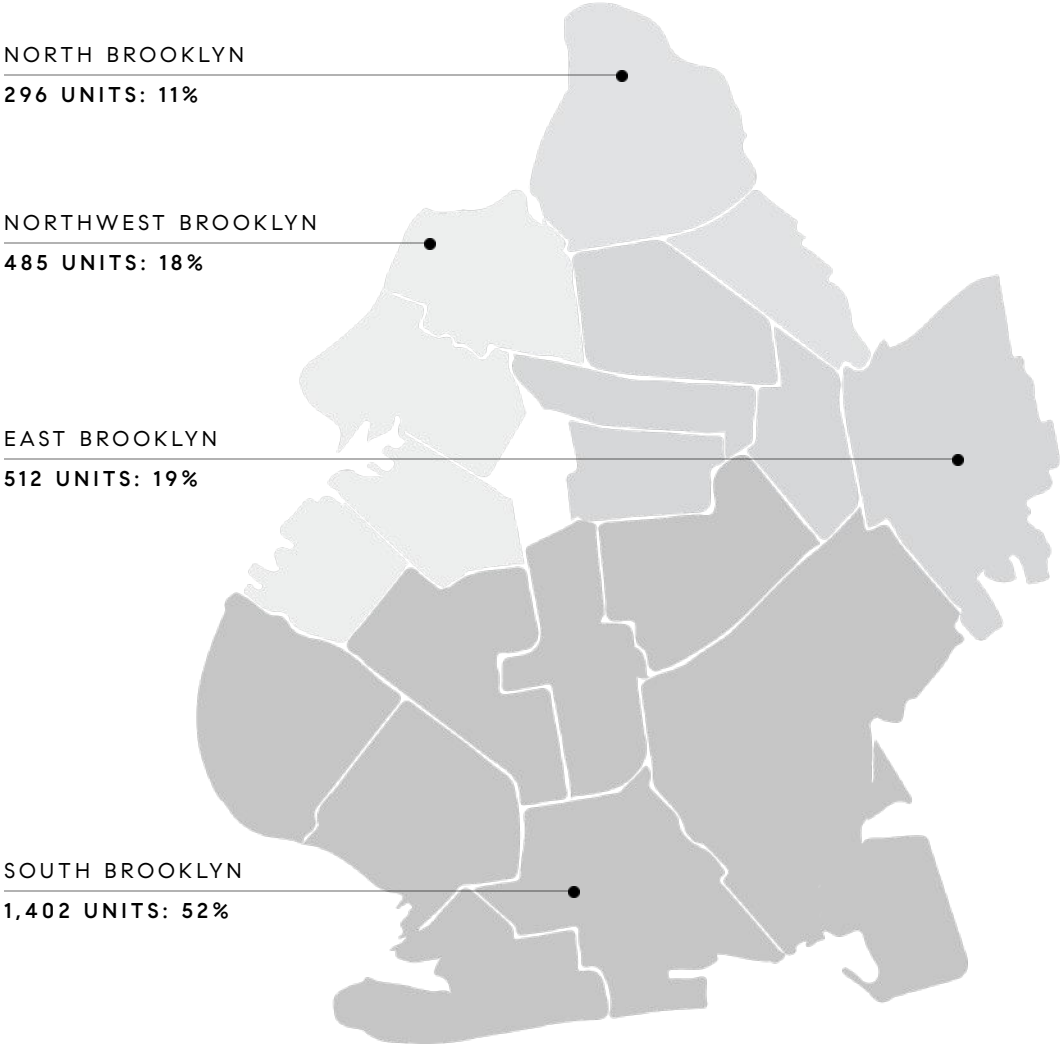 NORTH BROOKLYN
296 UNITS: 11%
NORTHWEST BROOKLYN
485 UNITS: 18%
EAST BROOKLYN
512 UNITS: 19%
SOUTH BROOKLYN
1,402 UNITS: 52%